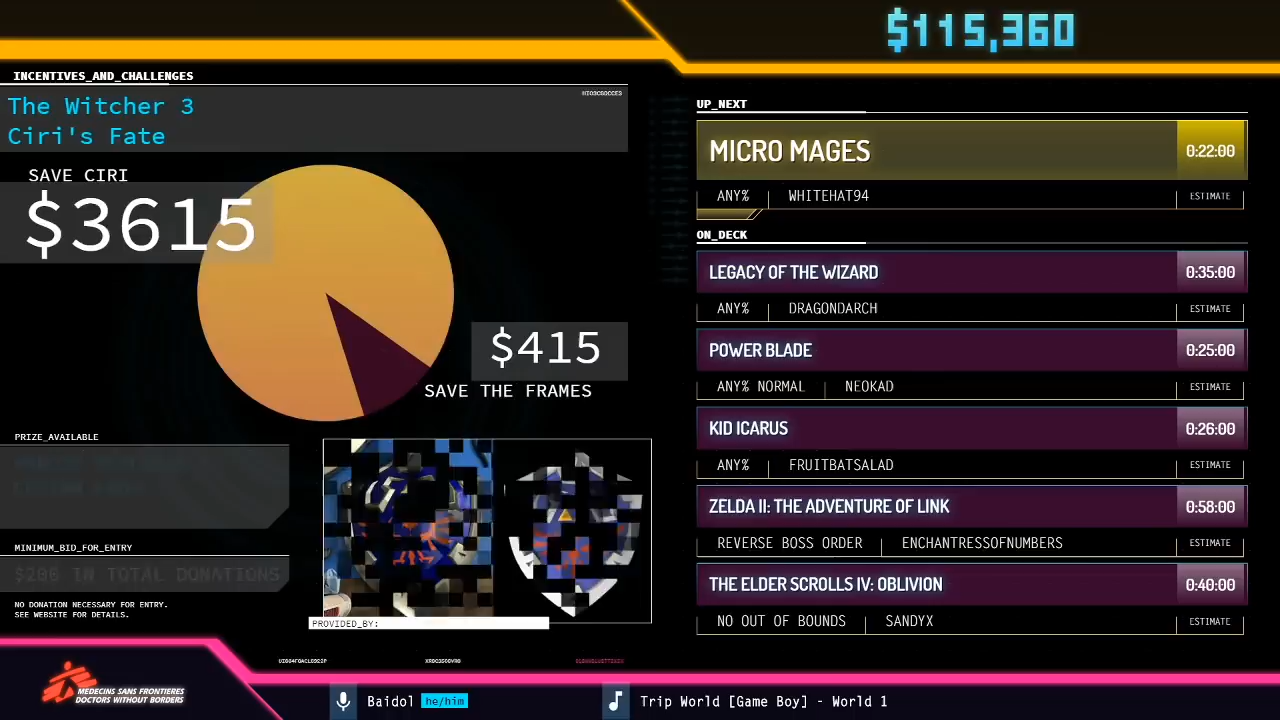 $115,360
INCENTIVES_AND_CHALLENGES
The Witcher 3
Ciri's Fate
SAVE CIRI
$3615
$415
SAVE THE FRAMES
PRIZE_AVAILABLE
MINIMUM_BID_FOR_ENTRY
IN TOTAL DONATIONS
NO DONATION NECESSARY FOR ENTRY.
SEE WEBSITE FOR DETAILS.
PROVIDED_BY:
UP_NEXT
MICRO MAGES
0:22:00
ANY%
WHITEHAT94
ESTIMATE
ON_DECK
LEGACY OF THE WIZARD
0:35:00
ANY%
DRAGONDARCH
ESTIMATE
POWER BLADE
0:25:00
ANY% NORMAL
NEOKAD
ESTIMATE
KID ICARUS
0:26:00
ANY%
FRUITBATSALAD
ESTIMATE
ZELDA II: THE ADVENTURE OF LINK
0:58:00
REVERSE BOSS ORDER
ENCHANTRESSOFNUMBERS
ESTIMATE
THE ELDER SCROLLS IV: OBLIVION
0:40:00
NO OUT OF BOUNDS
SANDYX
ESTIMATE
MEDECINS SANS FRONTIERES
DOCTORS WITHOUT BORDERS
Baidol he/him
Trip World [Game Boy] - World 1